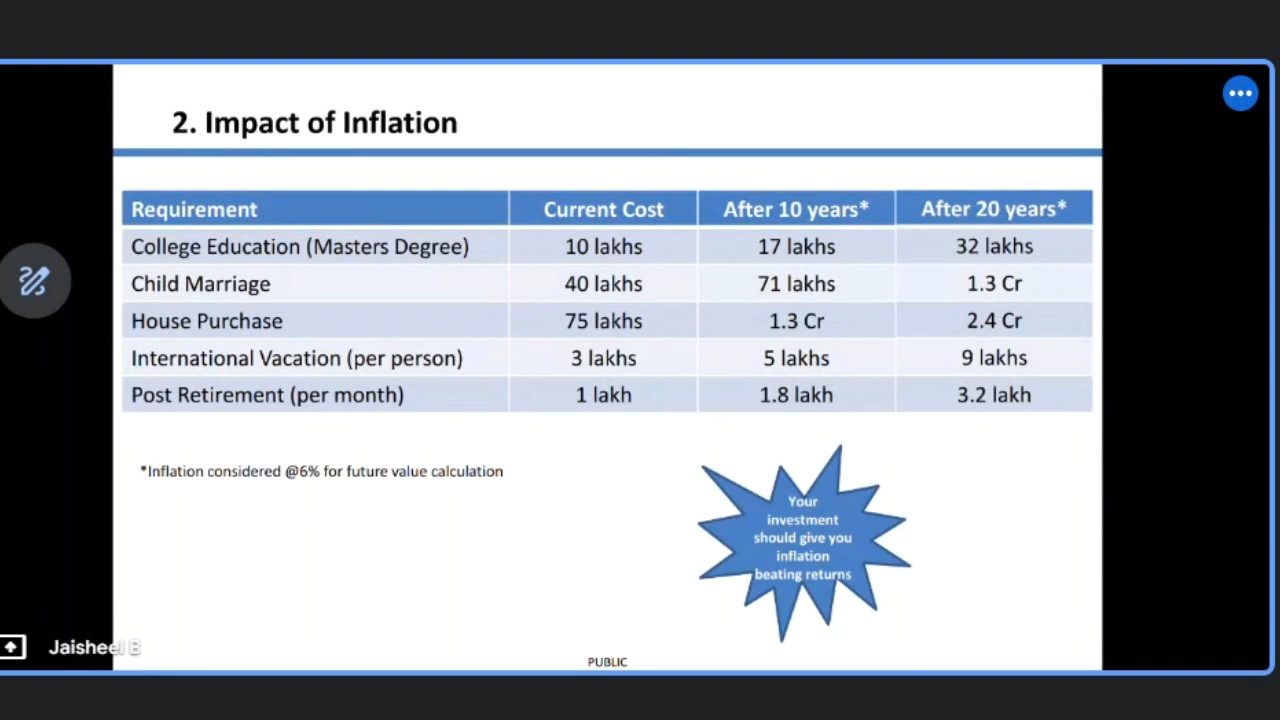 2. Impact of Inflation
Requirement Current Cost After 10 years* After 20 years*
College Education (Masters Degree) 10 lakhs 17 lakhs 32 lakhs
Child Marriage 40 lakhs 71 lakhs 1.3 Cr
House Purchase 75 lakhs 1.3 Cr 2.4 Cr
International Vacation (per person) 3 lakhs 5 lakhs 9 lakhs
Post Retirement (per month) 1 lakh 1.8 lakh 3.2 lakh
*Inflation considered @6% for future value calculation
Your
investment
should give you
inflation
beating returns
Jaisheel B
PUBLIC